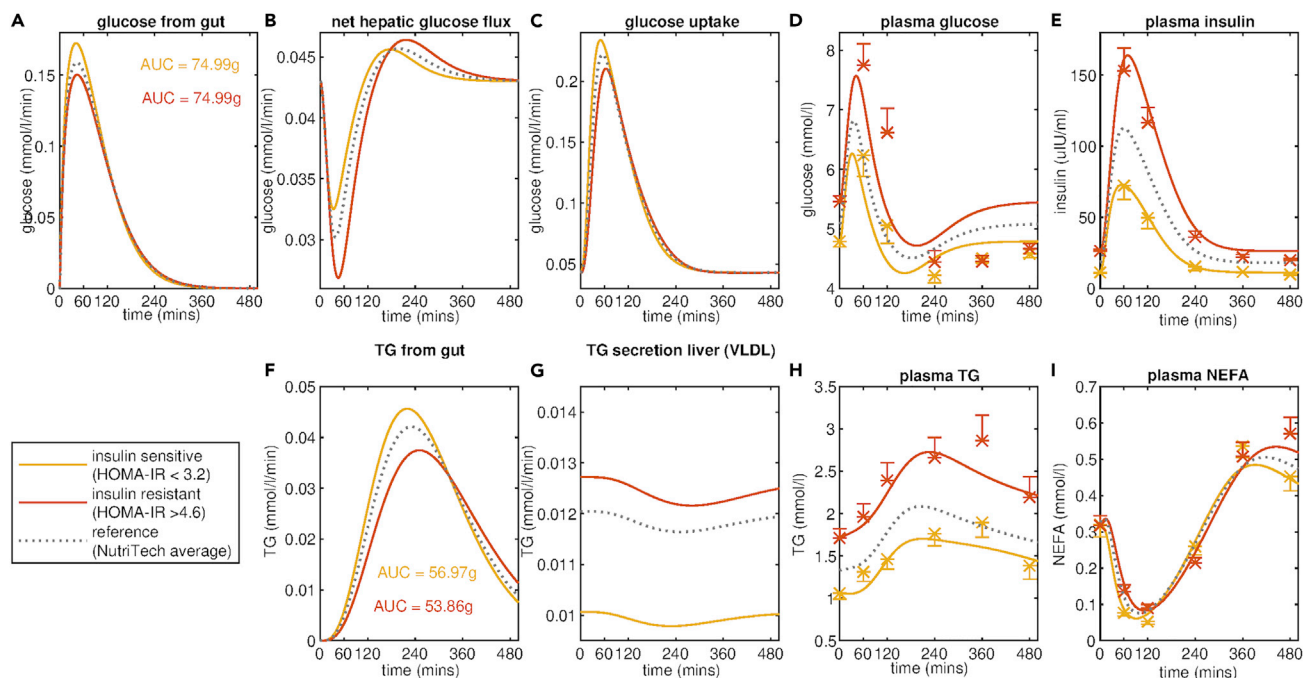 A
glucose from gut
glucose (mmol/l/min)
0.15
0.1
0.05
0
AUC = 74.99g
AUC = 74.99g
0 60 120 240 360 480
time (mins)
B
net hepatic glucose flux
glucose (mmol/l/min)
0.045
0.04
0.035
0.03
0 60 120 240 360 480
time (mins)
C
glucose uptake
glucose (mmol/l/min)
0.2
0.15
0.1
0.05
0 60 120 240 360 480
time (mins)
D
plasma glucose
glucose (mmol/l)
8
7
6
5
4
0 60 120 240 360 480
time (mins)
E
plasma insulin
insulin (uIU/ml)
150
100
50
0
0 60 120 240 360 480
time (mins)
insulin sensitive
(HOMA-IR < 3.2)
insulin resistant
(HOMA-IR >4.6)
reference
(NutriTech average)
F
TG from gut
TG (mmol/l/min)
0.05
0.04
0.03
0.02
0.01
0
AUC = 56.97g
AUC = 53.86g
0 60 120 240 360 480
time (mins)
G
TG secretion liver (VLDL)
TG (mmol/l/min)
0.014
0.013
0.012
0.011
0.01
0 60 120 240 360 480
time (mins)
H
plasma TG
TG (mmol/l)
3.5
3
2.5
2
1.5
1
0.5
0 60 120 240 360 480
time (mins)
I
plasma NEFA
NEFA (mmol/l)
0.7
0.6
0.5
0.4
0.3
0.2
0.1
0
0 60 120 240 360 480
time (mins)